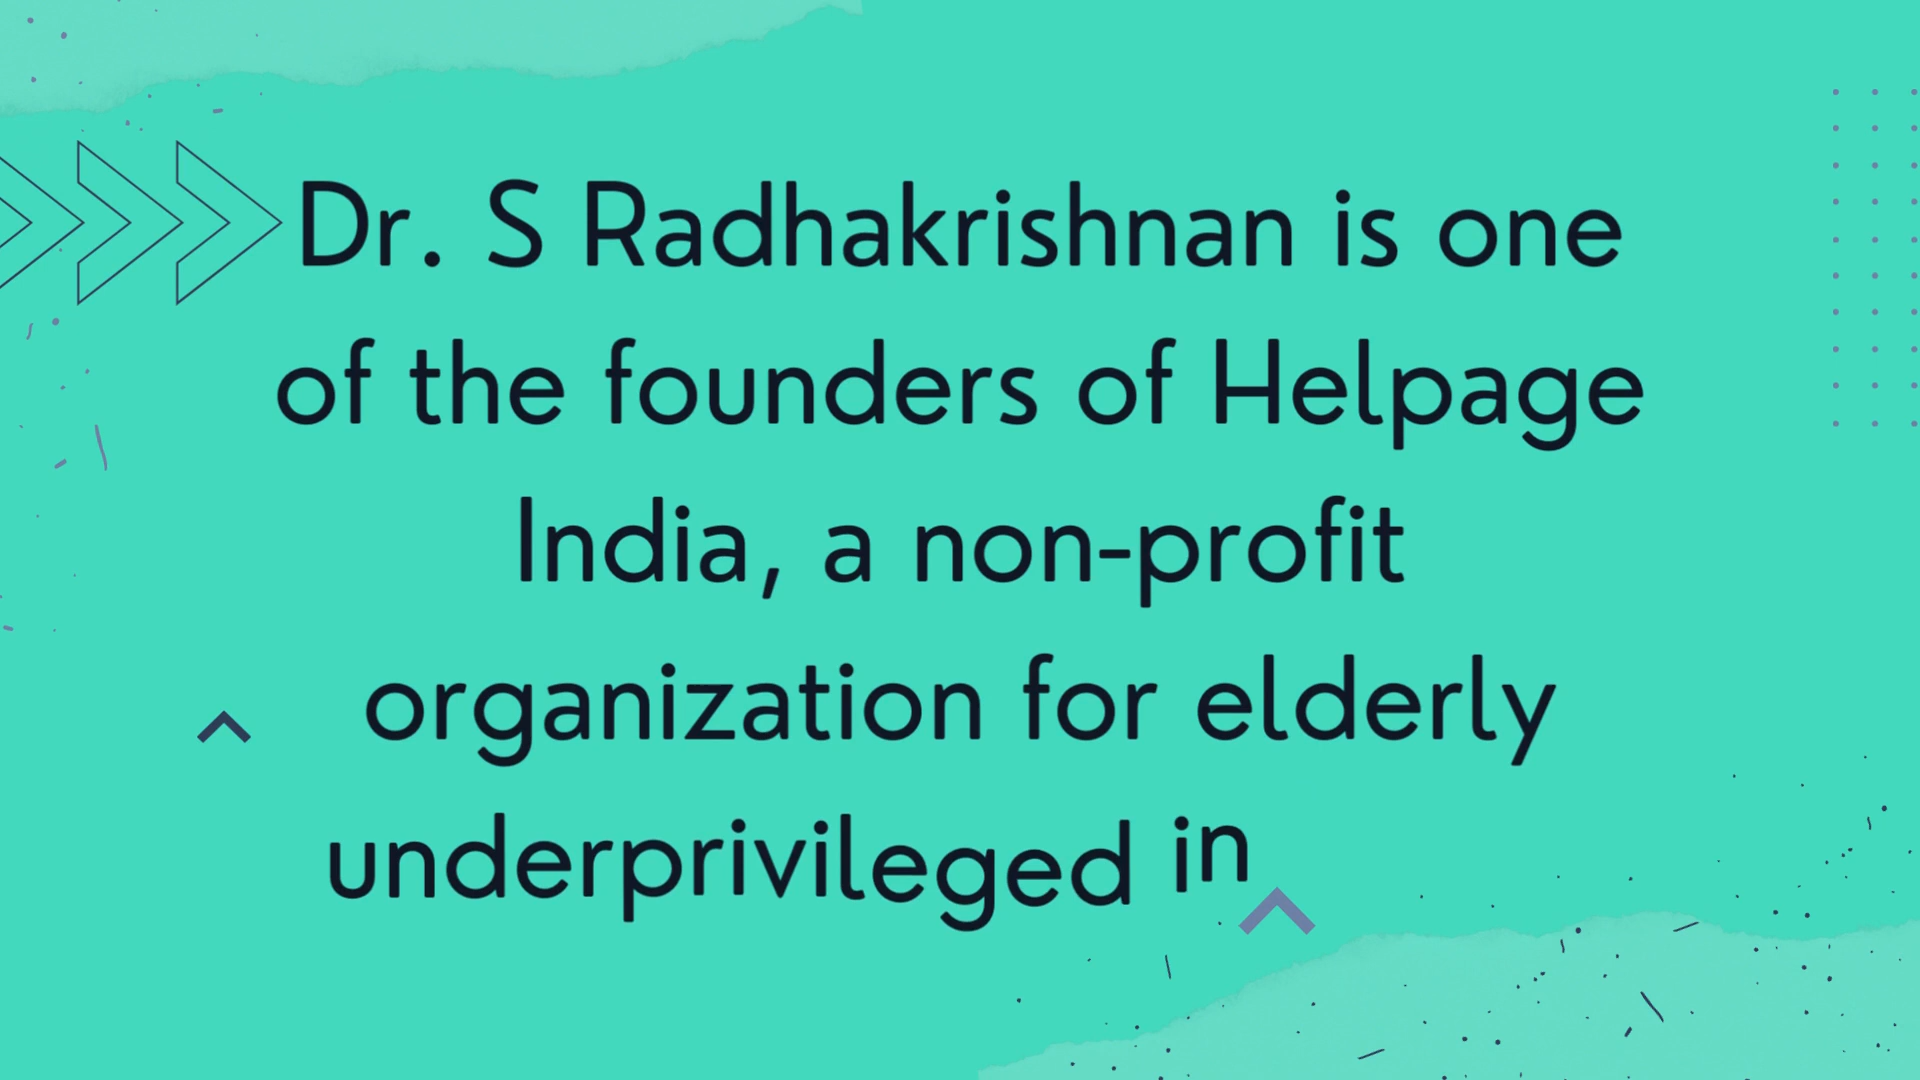 Dr. S Radhakrishnan is one
of the founders of Helpage
India, a non-profit
organization for elderly
underprivileged in